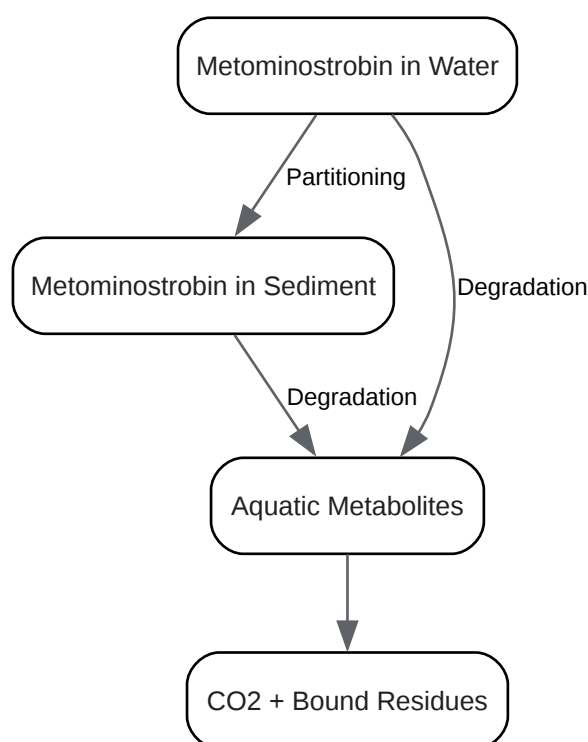 Metominostrobin in Water
Partitioning
Metominostrobin in Sediment
Degradation
Degradation
Aquatic Metabolites
CO2 + Bound Residues